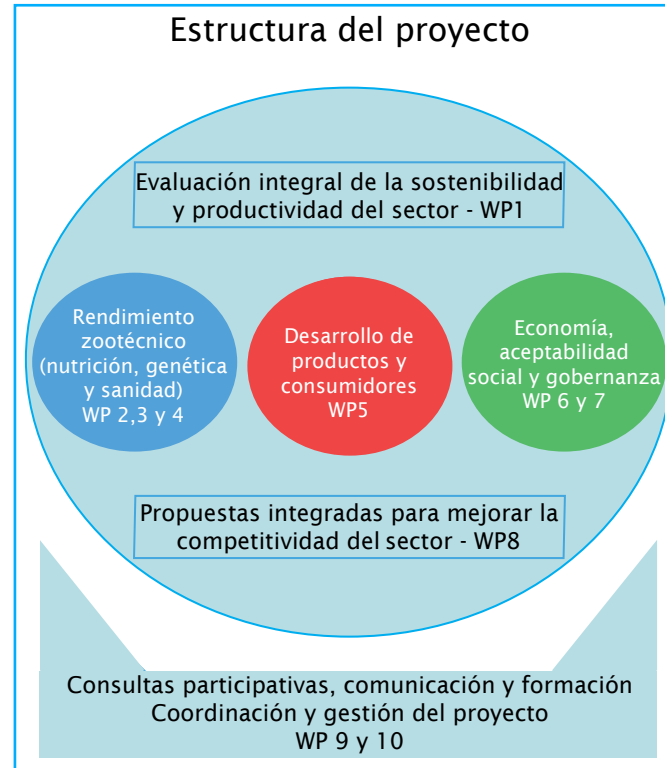 Estructura del proyecto
Evaluación integral de la sostenibilidad
y productividad del sector - WP1
Rendimiento
zootécnico
(nutrición, genética
y sanidad)
WP 2,3 y 4
Desarrollo de
productos y
consumidores
WP5
Economía,
aceptabilidad
social y gobernanza
WP 6 y 7
Propuestas integradas para mejorar la
competitividad del sector - WP8
Consultas participativas, comunicación y formación
Coordinación y gestión del proyecto
WP 9 y 10